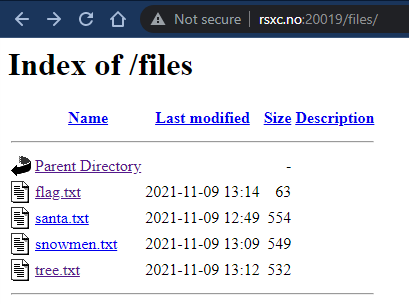 Not secure | rsxc.no:20019/files/
Index of /files
Name Last modified Size Description
Parent Directory -
flag.txt 2021-11-09 13:14 63
santa.txt 2021-11-09 12:49 554
snowmen.txt 2021-11-09 13:09 549
tree.txt 2021-11-09 13:12 532